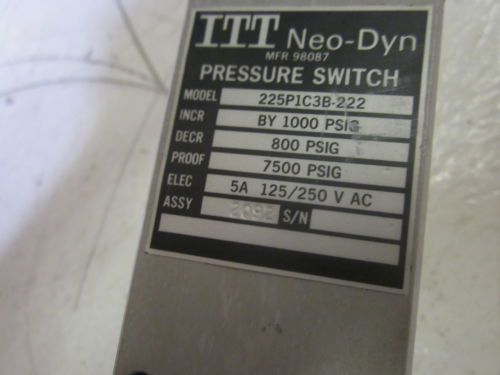 ITT Neo-Dyn
MFR 98087
PRESSURE SWITCH
MODEL 225P1C3B-222
INCR BY 1000 PSIG
DECR 800 PSIG
PROOF 7500 PSIG
ELEC 5A 125/250 V AC
ASSY 2092 S/N